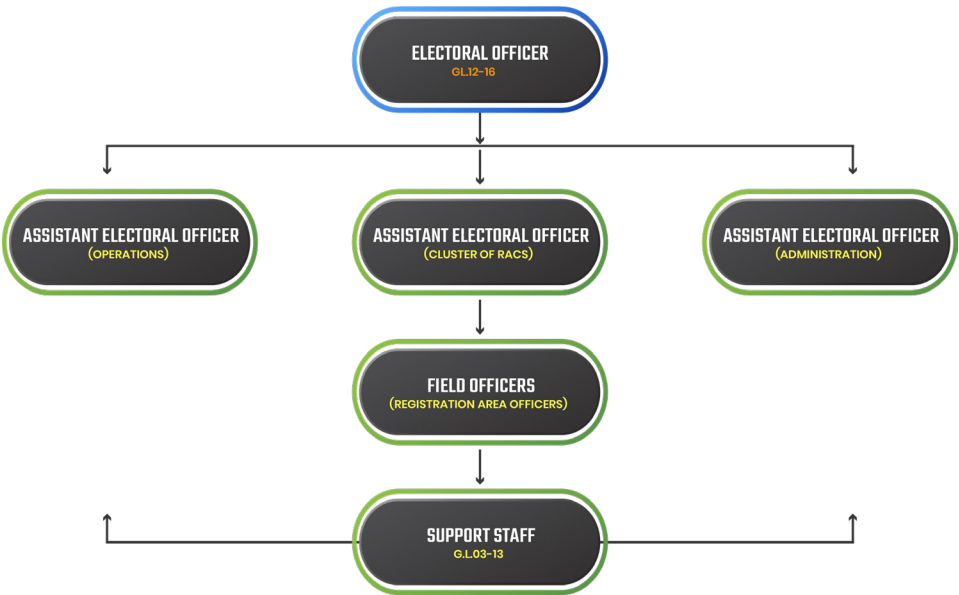 ELECTORAL OFFICER
GL.12-16
ASSISTANT ELECTORAL OFFICER
(OPERATIONS)
ASSISTANT ELECTORAL OFFICER
(CLUSTER OF RACS)
ASSISTANT ELECTORAL OFFICER
(ADMINISTRATION)
FIELD OFFICERS
(REGISTRATION AREA OFFICERS)
SUPPORT STAFF
G.L.03-13